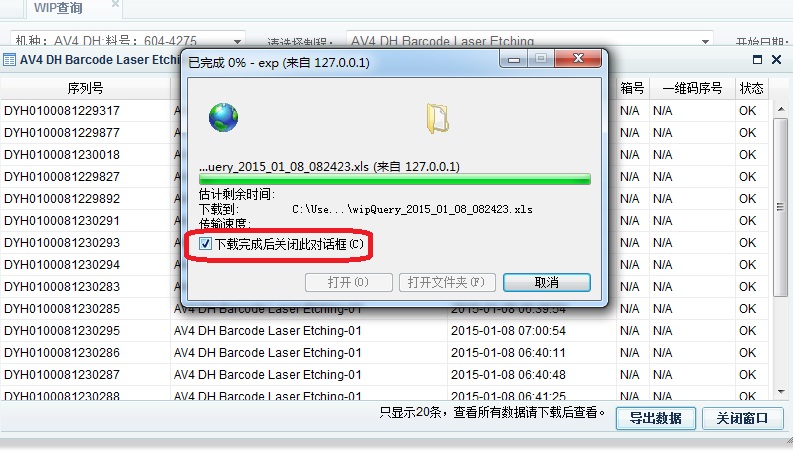 WIP查询
机种: AV4 DH;料号: 604-4275 请选择制程: AV4 DH Barcode Laser Etching 开始日期:
AV4 DH Barcode Laser Etchi
序列号 箱号 一维码序号 状态
DYH0100081229317 A N/A N/A OK
DYH0100081229877 A N/A N/A OK
DYH0100081230018 A N/A N/A OK
DYH0100081229827 A N/A N/A OK
DYH0100081229892 A N/A N/A OK
DYH0100081230291 A N/A N/A OK
DYH0100081230293 A N/A N/A OK
DYH0100081230294 A N/A N/A OK
DYH0100081230283 A N/A N/A OK
DYH0100081230285 AV4 DH Barcode Laser Etching-01 2015-01-08 06:39:54 N/A N/A OK
DYH0100081230295 AV4 DH Barcode Laser Etching-01 2015-01-08 07:00:54 N/A N/A OK
DYH0100081230286 AV4 DH Barcode Laser Etching-01 2015-01-08 06:40:11 N/A N/A OK
DYH0100081230287 AV4 DH Barcode Laser Etching-01 2015-01-08 06:40:48 N/A N/A OK
DYH0100081230288 AV4 DH Barcode Laser Etching-01 2015-01-08 06:41:25 N/A N/A OK
只显示20条，查看所有数据请下载后查看。 导出数据 关闭窗口
已完成 0% - exp (来自 127.0.0.1)
...uery_2015_01_08_082423.xls (来自 127.0.0.1)
估计剩余时间:
下载到: C:\Use...\wipQuery_2015_01_08_082423.xls
传输速度:
下载完成后关闭此对话框(C)
打开(O) 打开文件夹(F) 取消